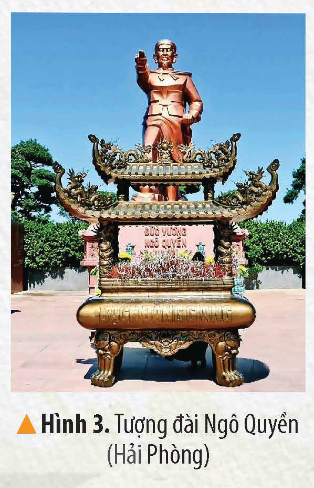 ĐỨC VƯƠNG
NGÔ QUYỀN
▲ Hình 3. Tượng đài Ngô Quyền
(Hải Phòng)